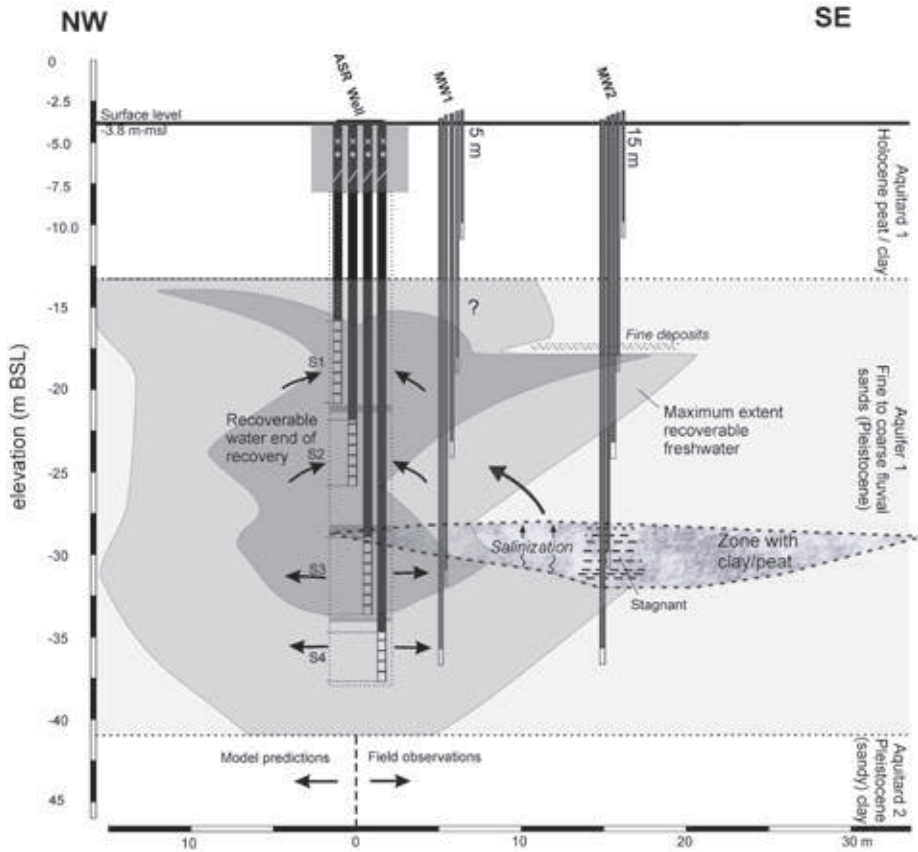 NW
SE
ASR Well
MW1
MW2
0
-2.5
-5.0
-7.5
-10.0
-15
-20
-25
-30
-35
-40
45
elevation (m BSL)
Surface level
-3.8 m-msl
5 m
15 m
Aquitard 1
Holocene peat / clay
?
Fine deposits
S1
Recoverable
water end of
recovery
S2
Maximum extent
recoverable
freshwater
Aquifer 1
Fine to coarse fluvial
sands (Pleistocene)
Salinization
Zone with
clay/peat
S3
Stagnant
S4
Model predictions
Field observations
Aquitard 2
Pleistocene
(sandy) clay
10
0
10
20
30 m